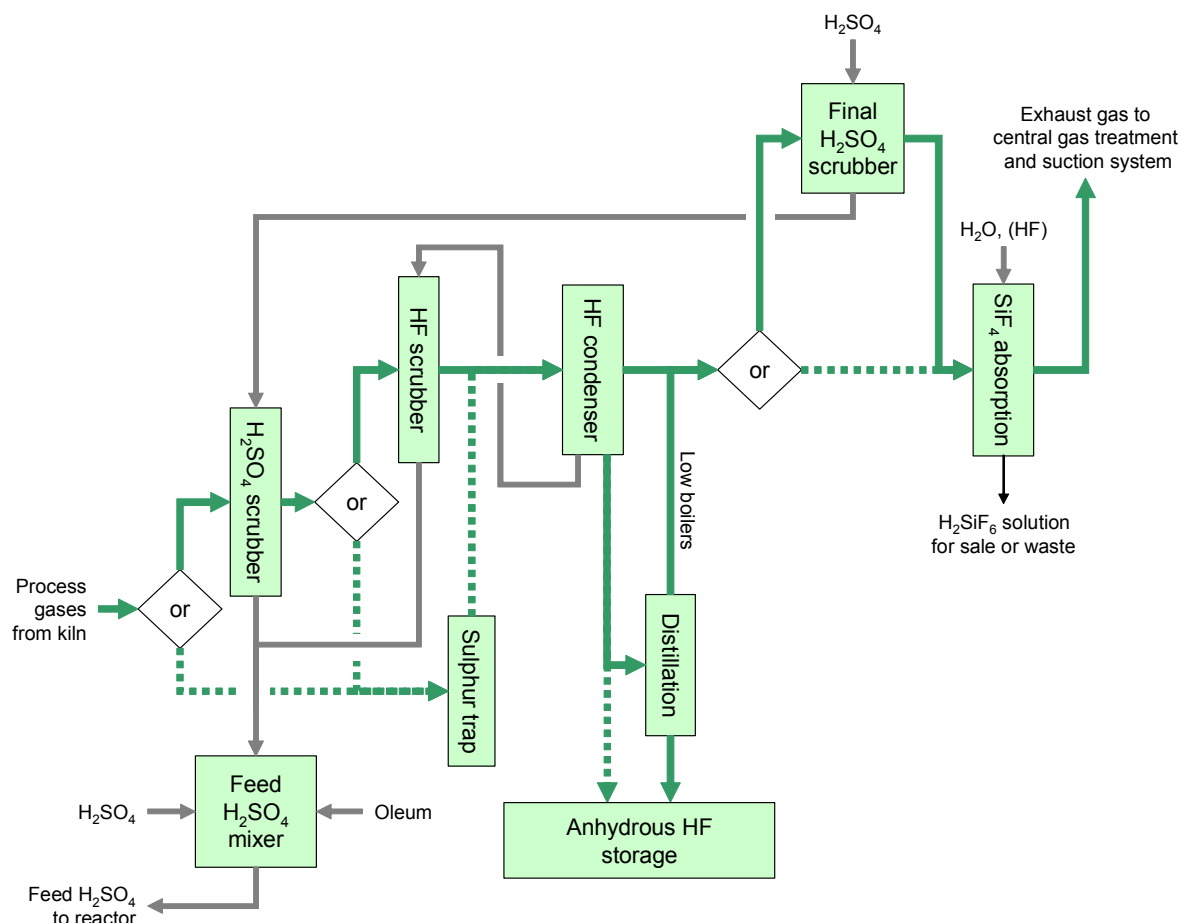 H₂SO₄
Final
H₂SO₄
scrubber
Exhaust gas to
central gas treatment
and suction system
H₂O, (HF)
SiF₄ absorption
HF scrubber
HF condenser
or
H₂SO₄ scrubber
or
Low boilers
H₂SiF₆ solution
for sale or waste
Process
gases
from kiln
or
Sulphur trap
Distillation
Feed
H₂SO₄
mixer
H₂SO₄
Oleum
Anhydrous HF
storage
Feed H₂SO₄
to reactor